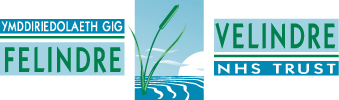 YMDDIRIEDOLAETH GIG
FELINDRE
VELINDRE
NHS TRUST